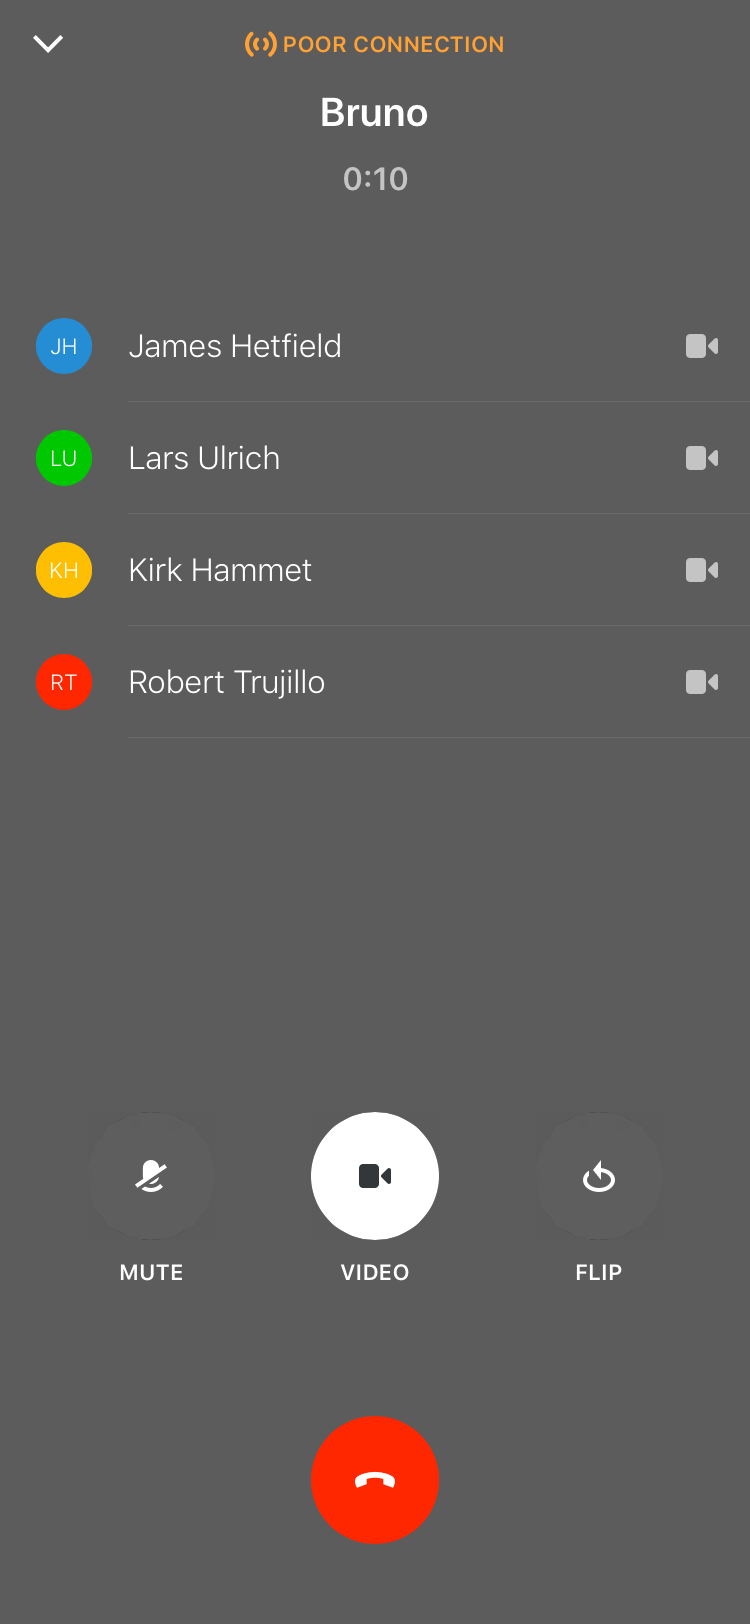 POOR CONNECTION
Bruno
0:10
JH James Hetfield
LU Lars Ulrich
KH Kirk Hammet
RT Robert Trujillo
MUTE VIDEO FLIP